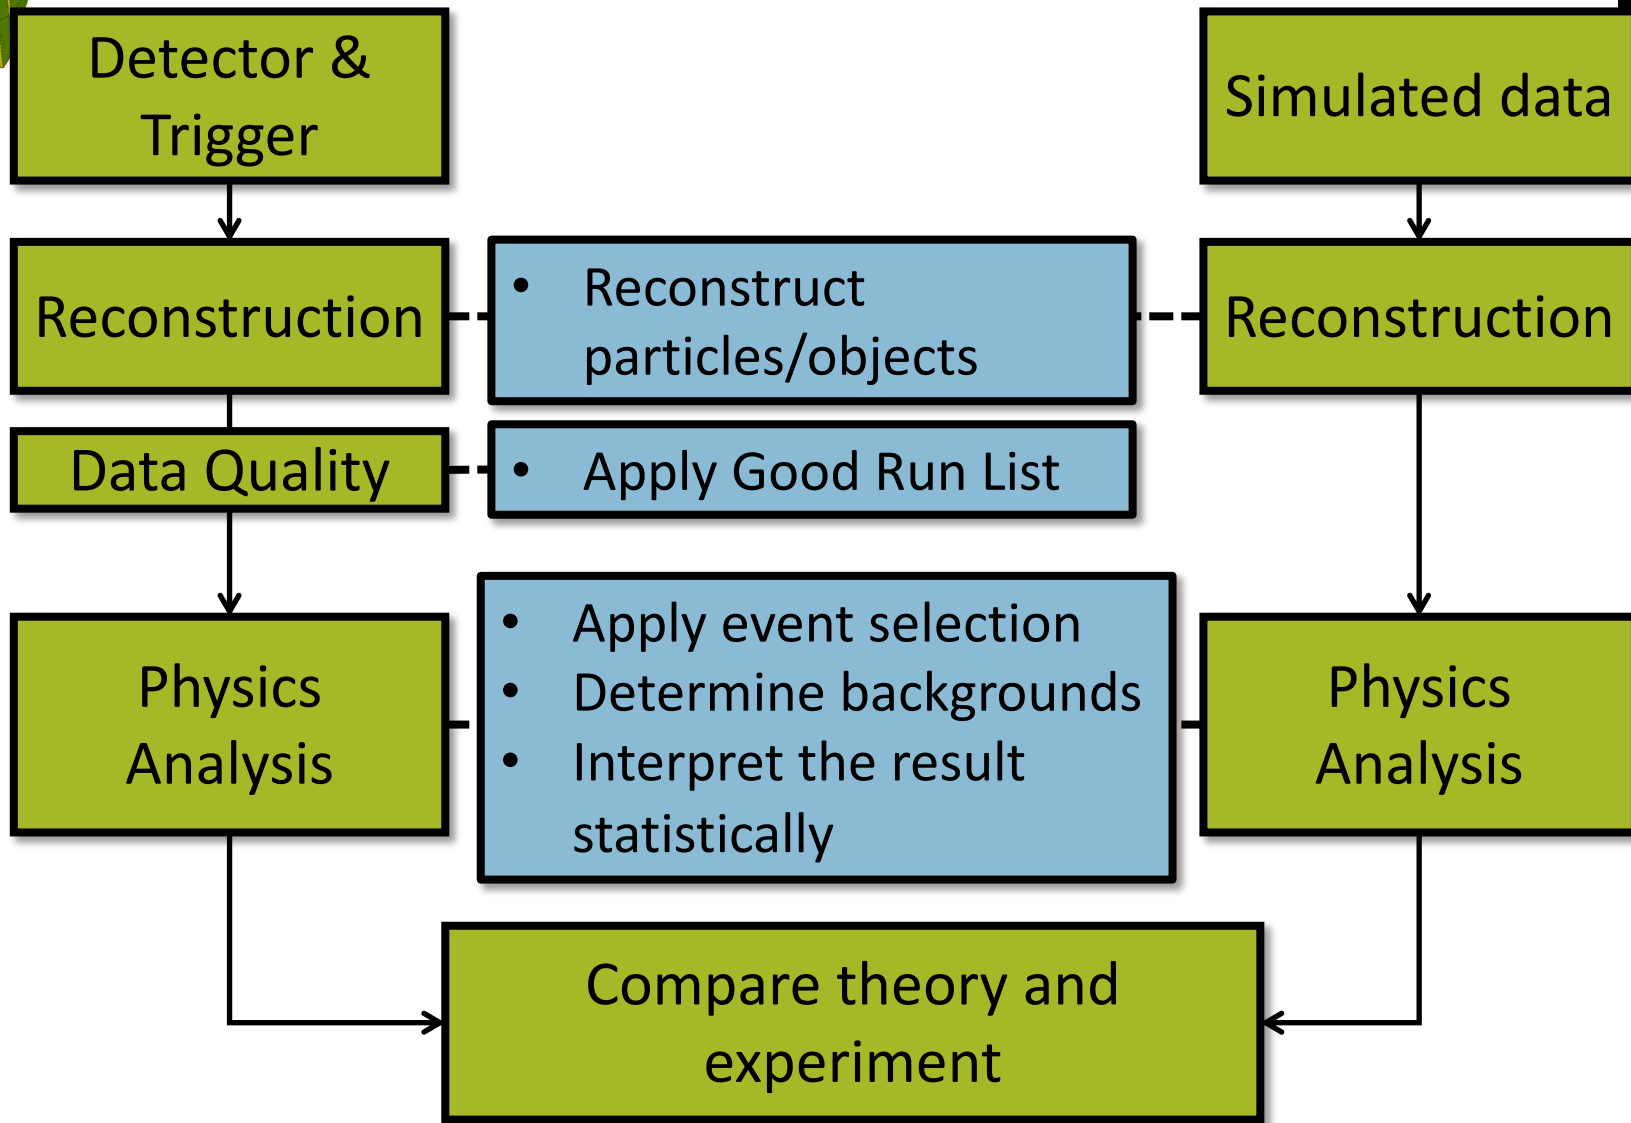 Detector &
Trigger
Simulated data
Reconstruction
• Reconstruct
particles/objects
Reconstruction
Data Quality
• Apply Good Run List
Physics
Analysis
• Apply event selection
• Determine backgrounds
• Interpret the result
statistically
Physics
Analysis
Compare theory and
experiment